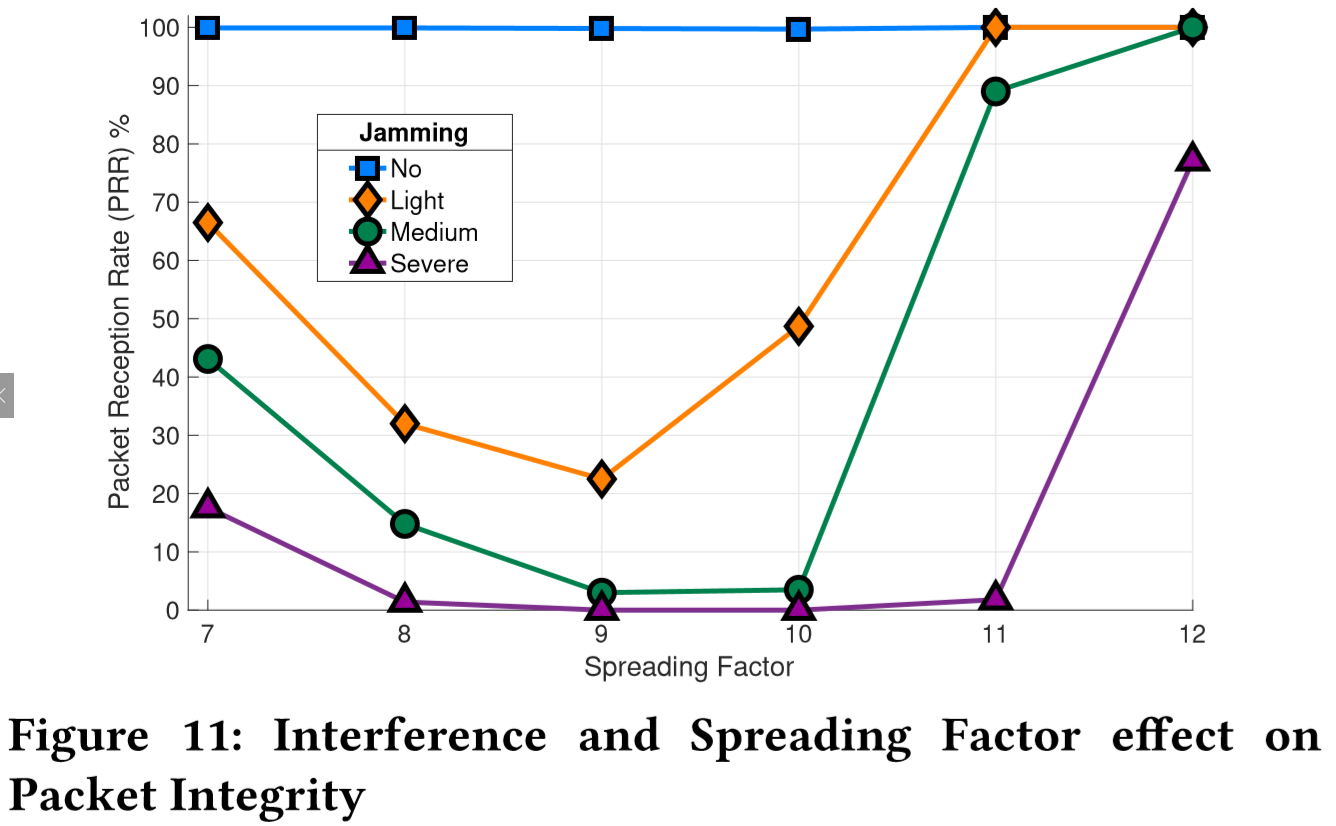 100
90
80
70
60
50
40
30
20
10
0
Packet Reception Rate (PRR) %
Jamming
No
Light
Medium
Severe
7 8 9 10 11 12
Spreading Factor
Figure 11: Interference and Spreading Factor effect on
Packet Integrity